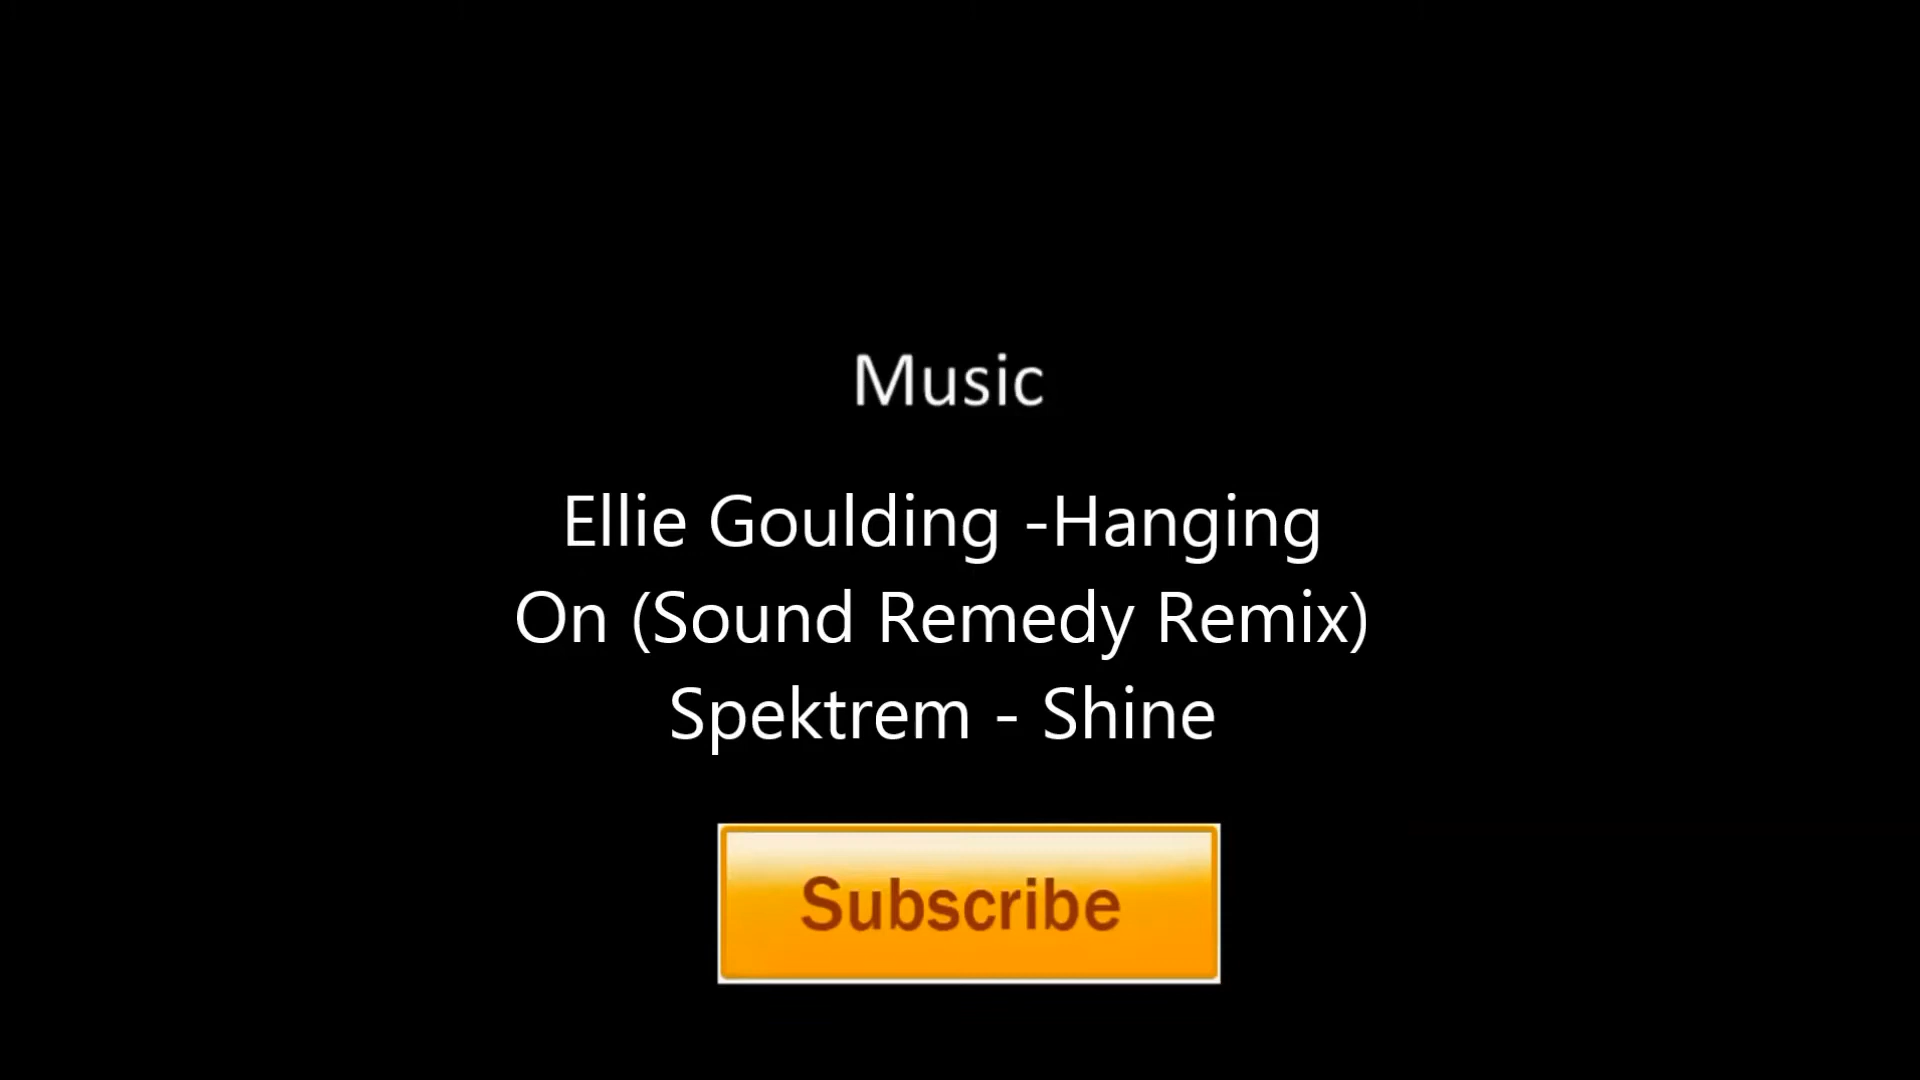 Music
Ellie Goulding -Hanging
On (Sound Remedy Remix)
Spektrem - Shine
Subscribe